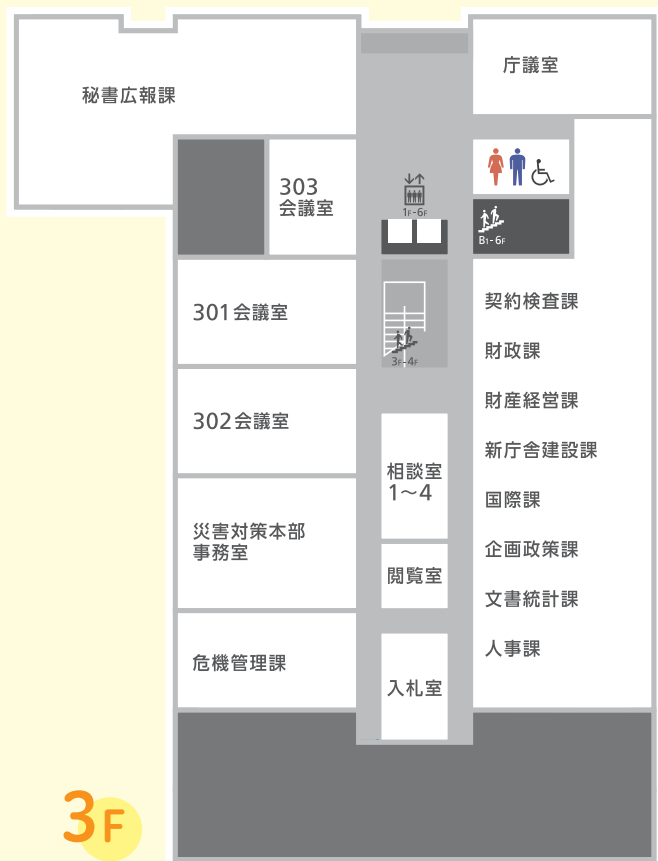 秘書広報課
庁議室
303
会議室
1F-6F
B1-6F
301会議室
3F-4F
302会議室
契約検査課
財政課
財産経営課
新庁舎建設課
国際課
企画政策課
文書統計課
人事課
相談室
1〜4
災害対策本部
事務室
閲覧室
危機管理課
入札室
3F